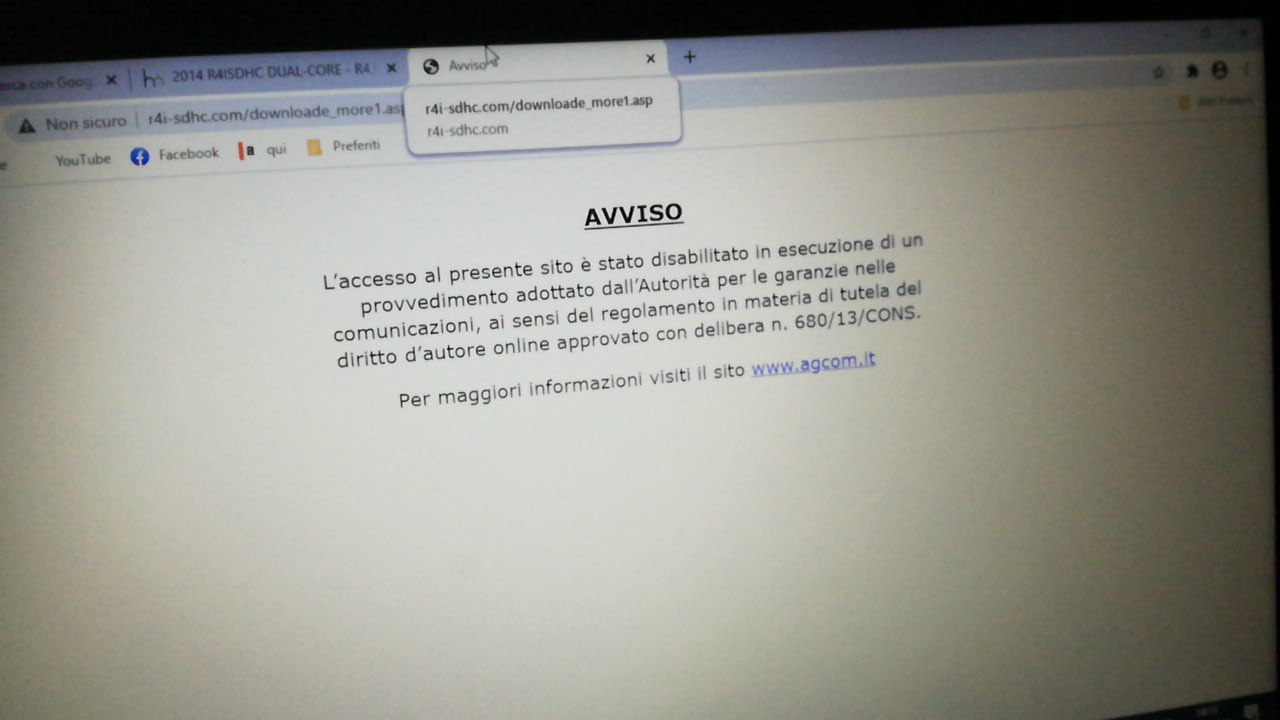 2014 R4ISDHC DUAL-CORE - R4
Avviso
Non sicuro
r4i-sdhc.com/downloade_more1.asp
r4i-sdhc.com/downloade_more1.asp
r4i-sdhc.com
YouTube
Facebook
qui
Preferiti
AVVISO
L'accesso al presente sito è stato disabilitato in esecuzione di un
provvedimento adottato dall'Autorità per le garanzie nelle
comunicazioni, ai sensi del regolamento in materia di tutela del
diritto d'autore online approvato con delibera n. 680/13/CONS.
Per maggiori informazioni visiti il sito www.agcom.it